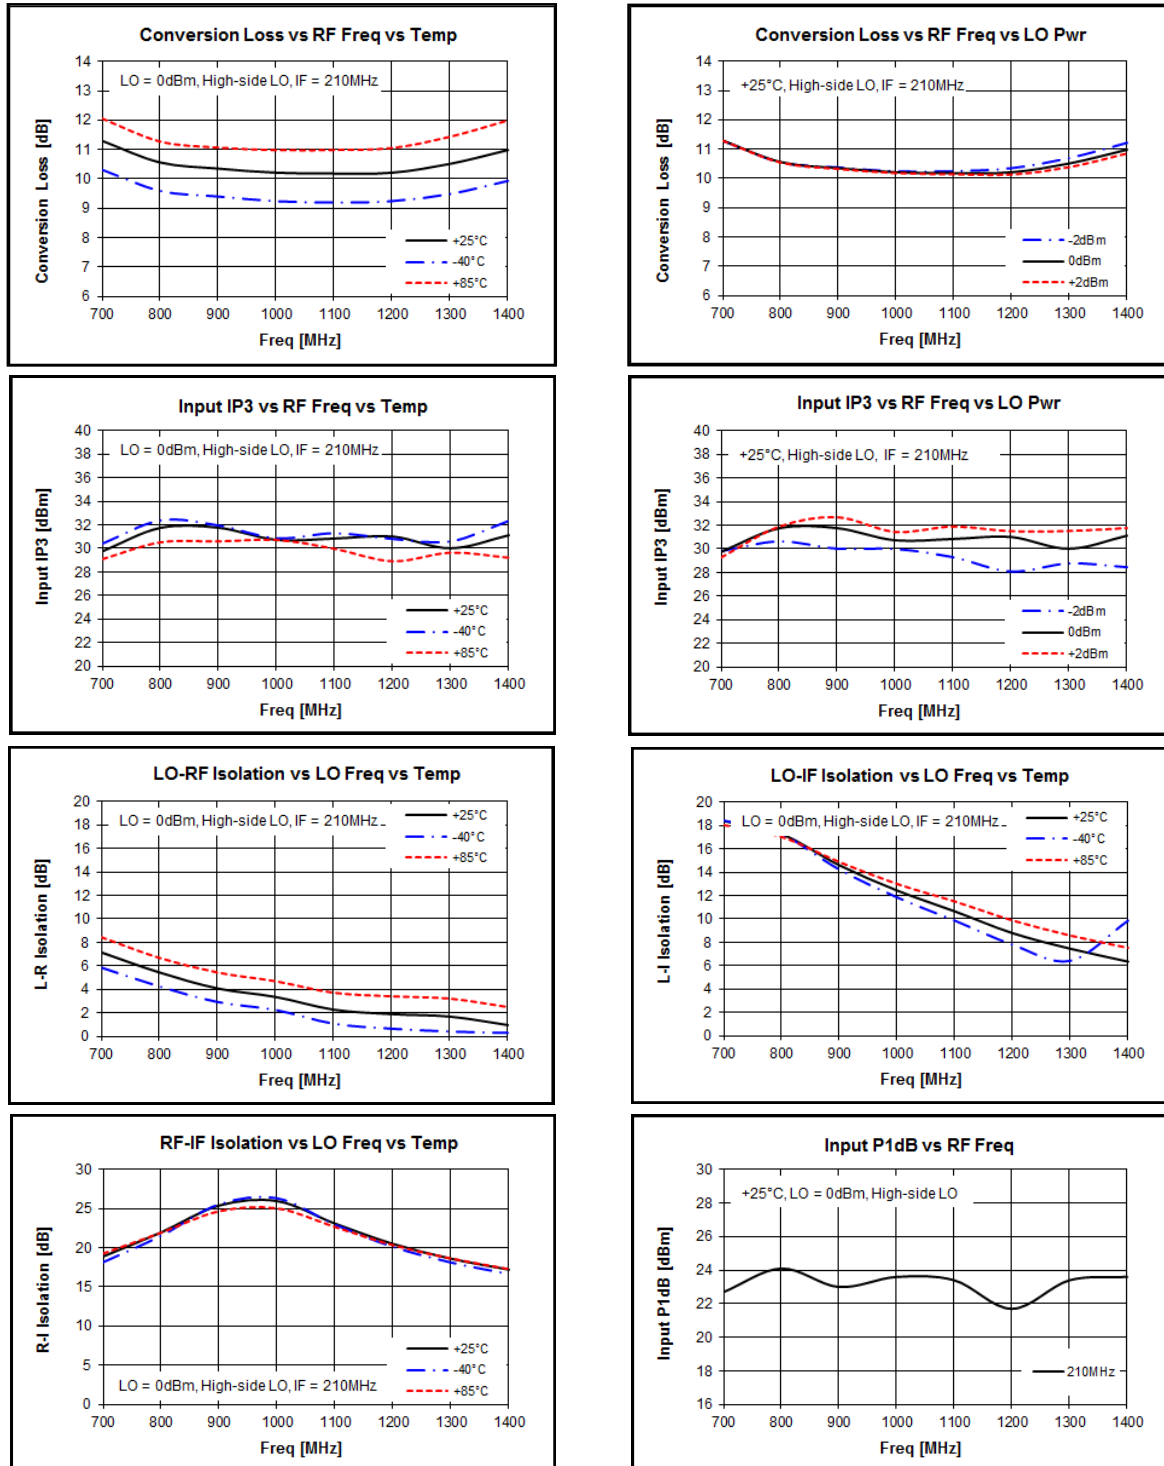 Conversion Loss vs RF Freq vs Temp
LO = 0dBm, High-side LO, IF = 210MHz
Conversion Loss [dB]
14
13
12
11
10
9
8
7
6
+25°C
-40°C
+85°C
700 800 900 1000 1100 1200 1300 1400
Freq [MHz]
Conversion Loss vs RF Freq vs LO Pwr
+25°C, High-side LO, IF = 210MHz
Conversion Loss [dB]
14
13
12
11
10
9
8
7
6
-2dBm
0dBm
+2dBm
700 800 900 1000 1100 1200 1300 1400
Freq [MHz]
Input IP3 vs RF Freq vs Temp
LO = 0dBm, High-side LO, IF = 210MHz
Input IP3 [dBm]
40
38
36
34
32
30
28
26
24
22
20
+25°C
-40°C
+85°C
700 800 900 1000 1100 1200 1300 1400
Freq [MHz]
Input IP3 vs RF Freq vs LO Pwr
+25°C, High-side LO, IF = 210MHz
Input IP3 [dBm]
40
38
36
34
32
30
28
26
24
22
20
-2dBm
0dBm
+2dBm
700 800 900 1000 1100 1200 1300 1400
Freq [MHz]
LO-RF Isolation vs LO Freq vs Temp
LO = 0dBm, High-side LO, IF = 210MHz
L-R Isolation [dB]
20
18
16
14
12
10
8
6
4
2
0
+25°C
-40°C
+85°C
700 800 900 1000 1100 1200 1300 1400
Freq [MHz]
LO-IF Isolation vs LO Freq vs Temp
LO = 0dBm, High-side LO, IF = 210MHz
L-I Isolation [dB]
20
18
16
14
12
10
8
6
4
2
0
+25°C
-40°C
+85°C
700 800 900 1000 1100 1200 1300 1400
Freq [MHz]
RF-IF Isolation vs LO Freq vs Temp
R-I Isolation [dB]
30
25
20
15
10
5
0
+25°C
-40°C
+85°C
LO = 0dBm, High-side LO, IF = 210MHz
700 800 900 1000 1100 1200 1300 1400
Freq [MHz]
Input P1dB vs RF Freq
+25°C, LO = 0dBm, High-side LO
Input P1dB [dBm]
30
28
26
24
22
20
18
16
210MHz
700 800 900 1000 1100 1200 1300 1400
Freq [MHz]